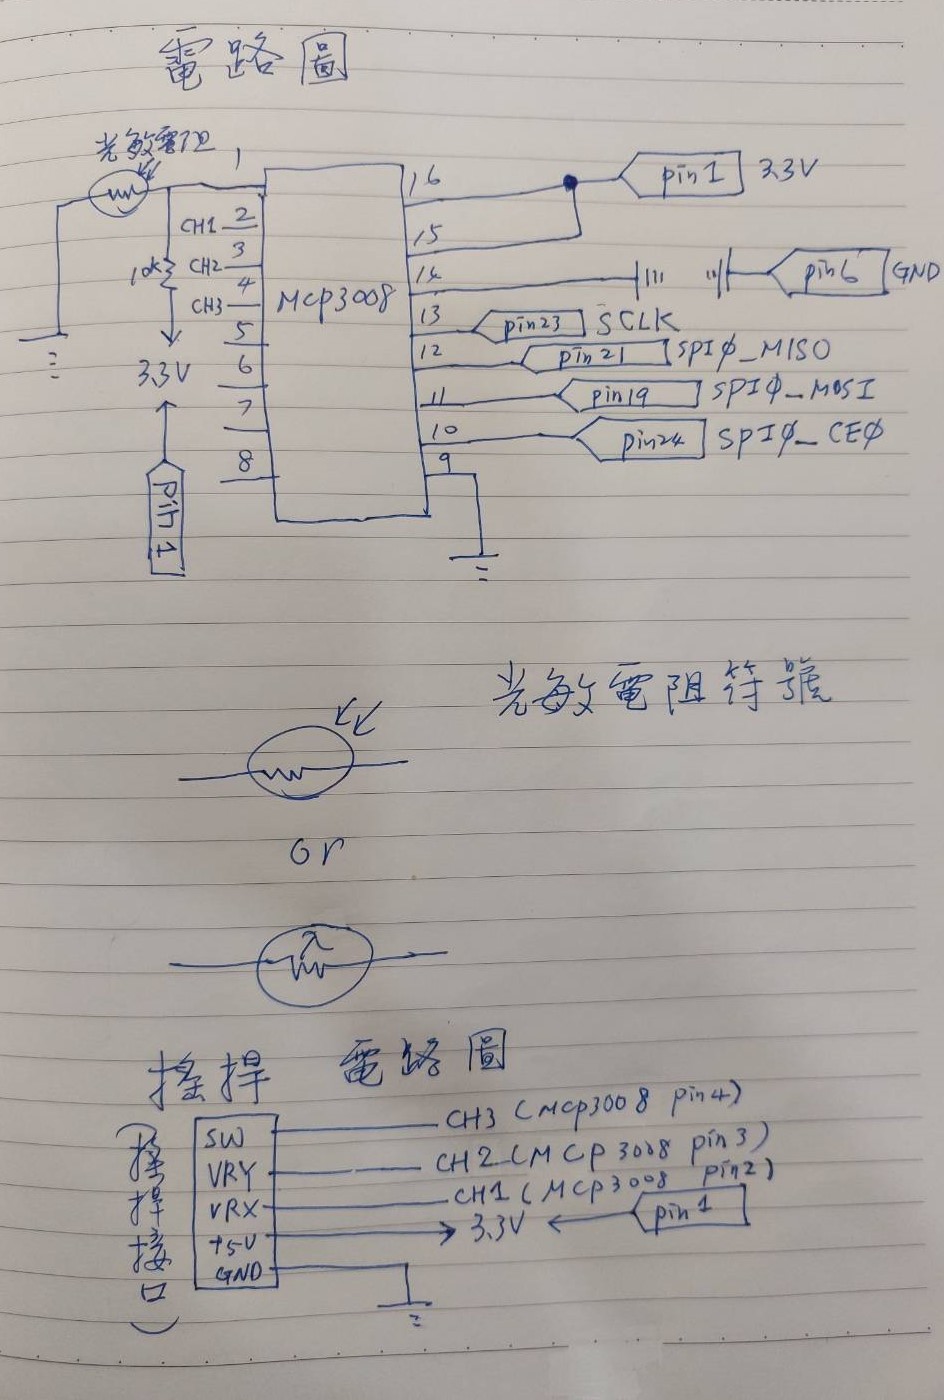 電路圖
光敏電阻
1
16
pin1 3.3V
CH1 2
15
CH2 3
10k
14
pin6 GND
CH3 4
MCP3008
13
pin23 SCLK
5
12
pin21 SPIφ_MISO
3.3V
6
11
pin19 SPIφ_MOSI
7
10
pin24 SPIφ_CEφ
8
9
pin1
光敏電阻符號
or
λ
搖捍 電路圖
(搖捍接口)
SW CH3 (MCP3008 pin4)
VRY CH2 (MCP3008 pin3)
VRX CH1 (MCP3008 pin2)
+5V 3.3V pin1
GND